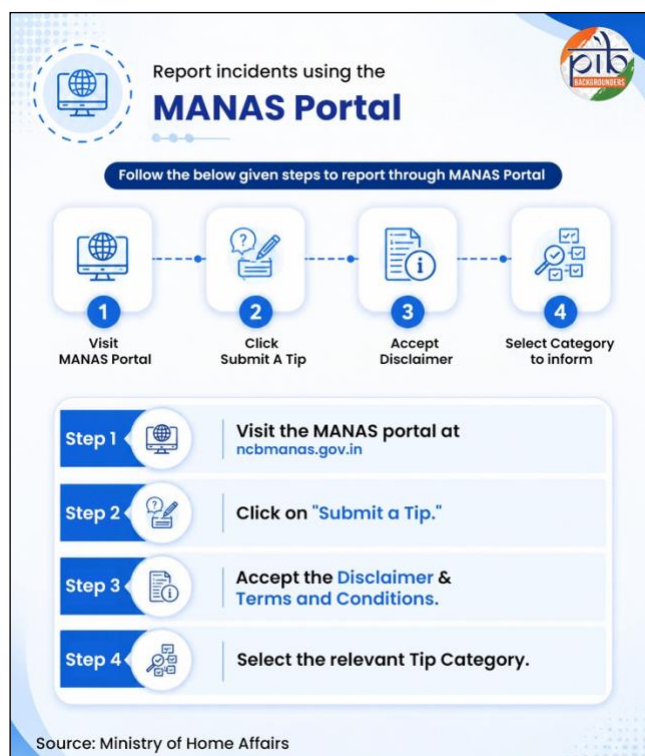 Report incidents using the
MANAS Portal
pib
BACKGROUNDERS
Follow the below given steps to report through MANAS Portal
1
Visit
MANAS Portal
2
Click
Submit A Tip
3
Accept
Disclaimer
4
Select Category
to inform
Step 1
Visit the MANAS portal at
ncbmanas.gov.in
Step 2
Click on "Submit a Tip."
Step 3
Accept the Disclaimer &
Terms and Conditions.
Step 4
Select the relevant Tip Category.
Source: Ministry of Home Affairs